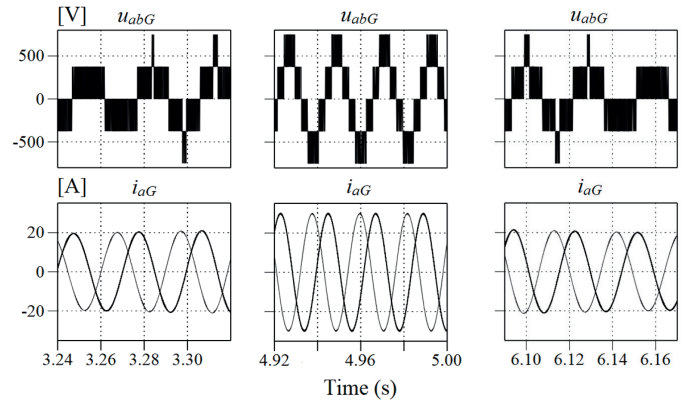 [V] uabG uabG uabG
500
0
-500
[A] iaG iaG iaG
20
0
-20
3.24 3.26 3.28 3.30 4.92 4.96 5.00 6.10 6.12 6.14 6.16
Time (s)